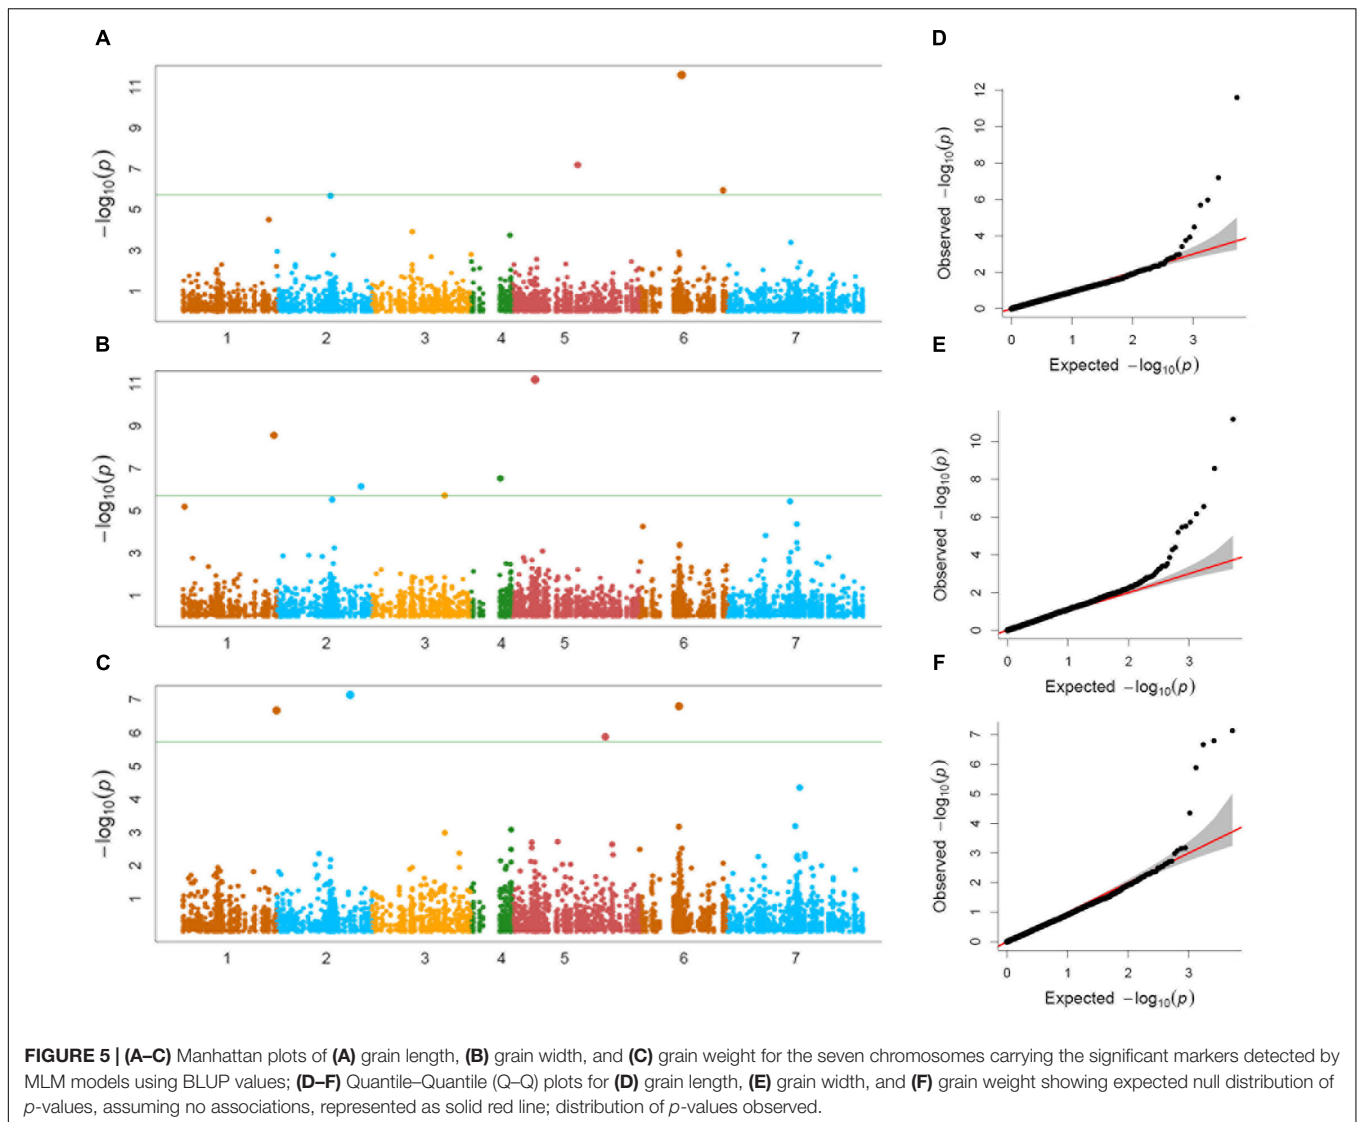 A
−log10(p)
11
9
7
5
3
1
1 2 3 4 5 6 7
D
Observed −log10(p)
12
10
8
6
4
2
0
0 1 2 3
Expected −log10(p)
B
−log10(p)
11
9
7
5
3
1
1 2 3 4 5 6 7
E
Observed −log10(p)
10
8
6
4
2
0
0 1 2 3
Expected −log10(p)
C
−log10(p)
7
6
5
4
3
2
1
1 2 3 4 5 6 7
F
Observed −log10(p)
7
6
5
4
3
2
1
0
0 1 2 3
Expected −log10(p)
FIGURE 5 | (A–C) Manhattan plots of (A) grain length, (B) grain width, and (C) grain weight for the seven chromosomes carrying the significant markers detected by
MLM models using BLUP values; (D–F) Quantile–Quantile (Q–Q) plots for (D) grain length, (E) grain width, and (F) grain weight showing expected null distribution of
p-values, assuming no associations, represented as solid red line; distribution of p-values observed.